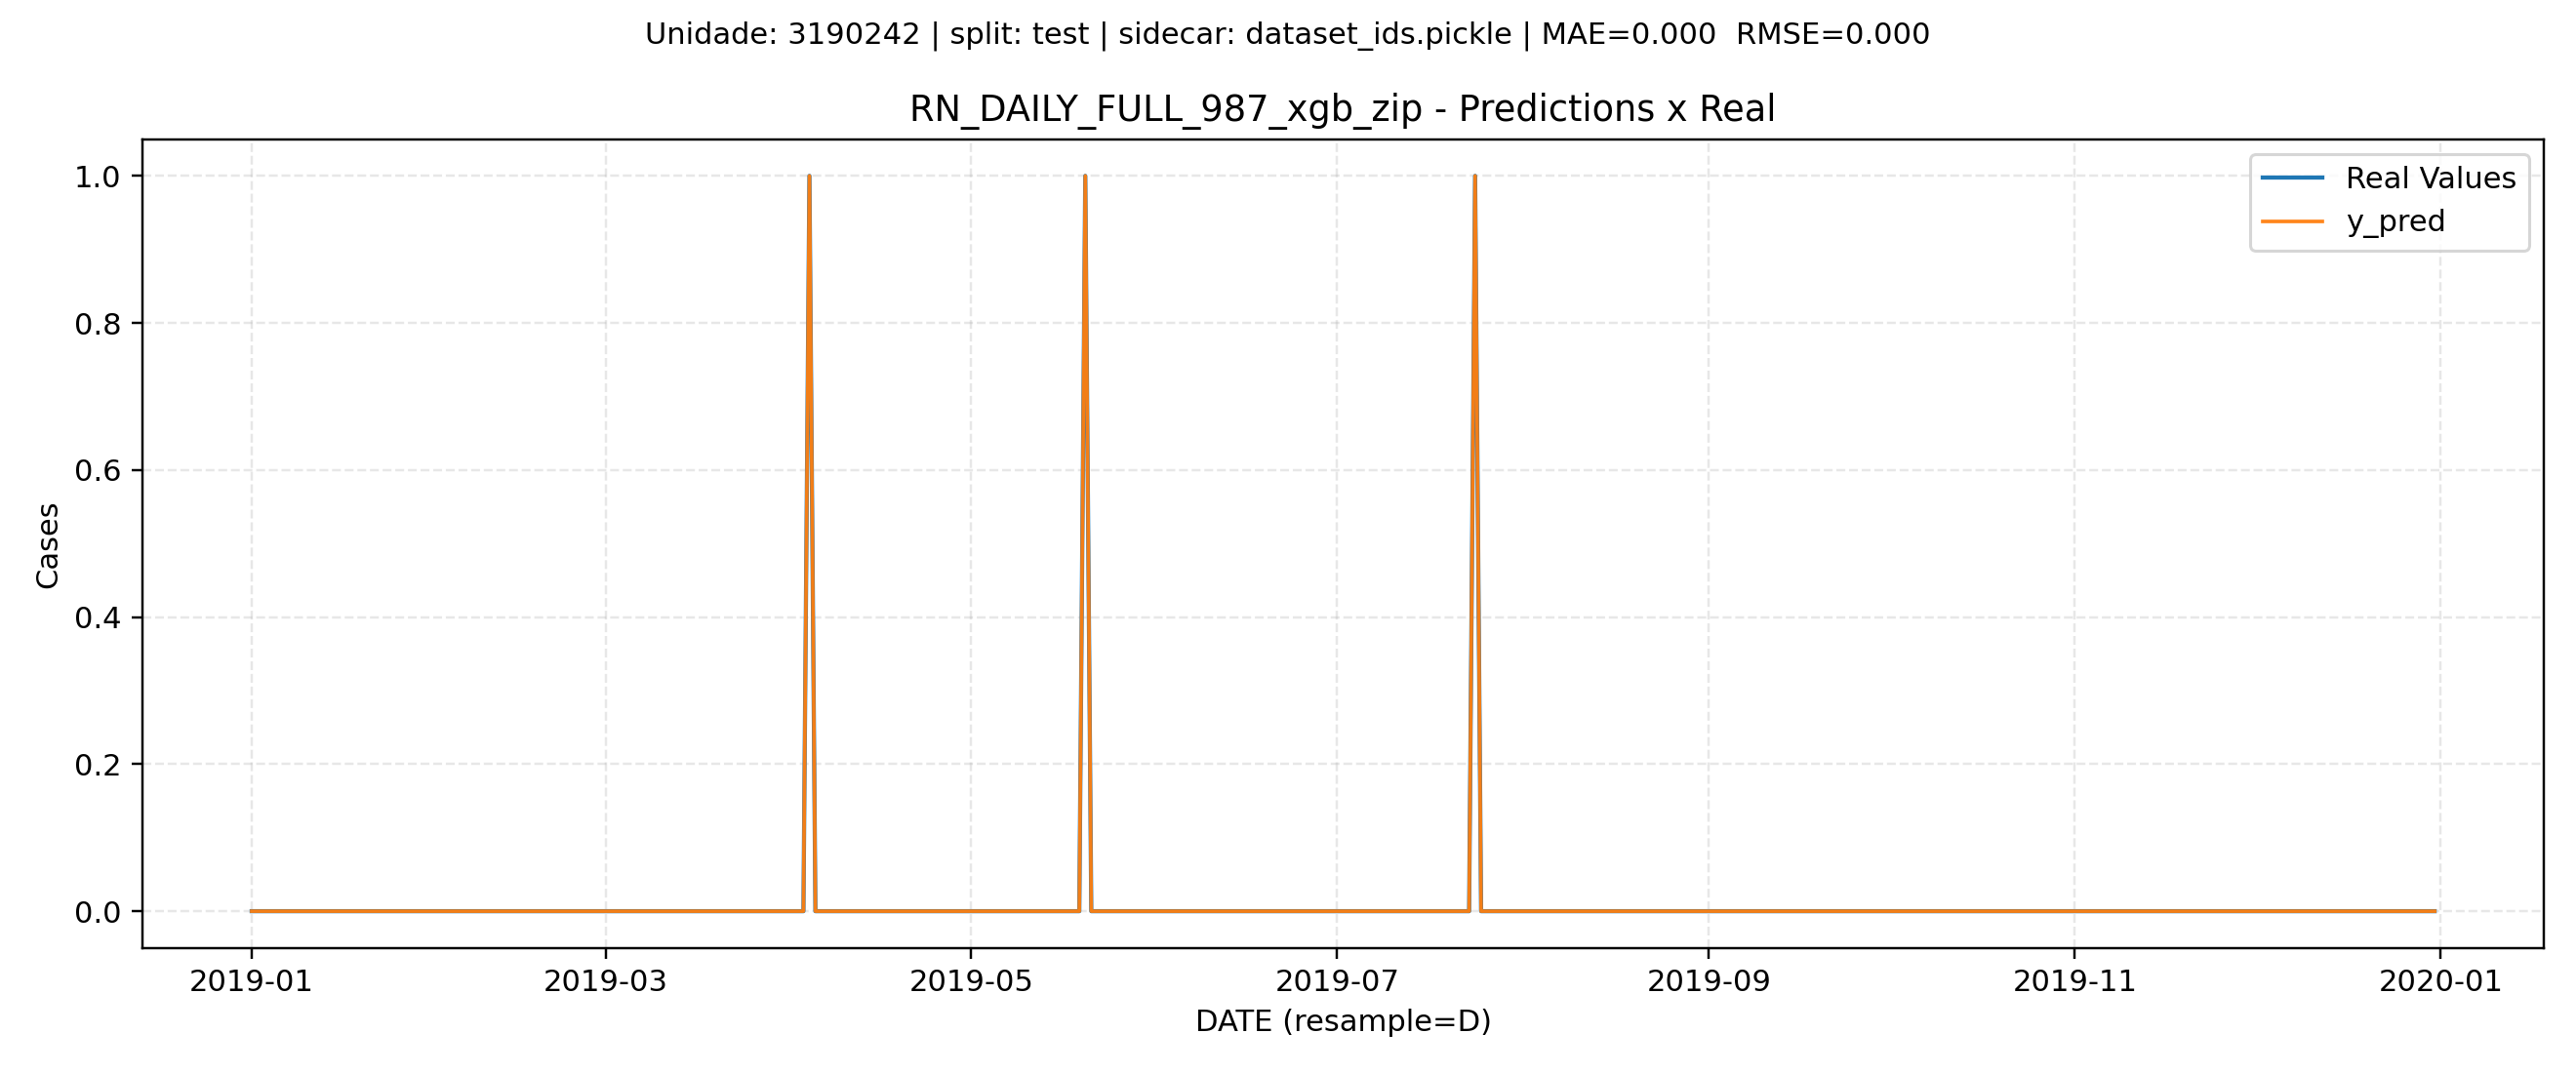 Unidade: 3190242 | split: test | sidecar: dataset_ids.pickle | MAE=0.000  RMSE=0.000
RN_DAILY_FULL_987_xgb_zip - Predictions x Real
Real Values
y_pred
1.0
0.8
0.6
0.4
0.2
0.0
Cases
2019-01 2019-03 2019-05 2019-07 2019-09 2019-11 2020-01
DATE (resample=D)